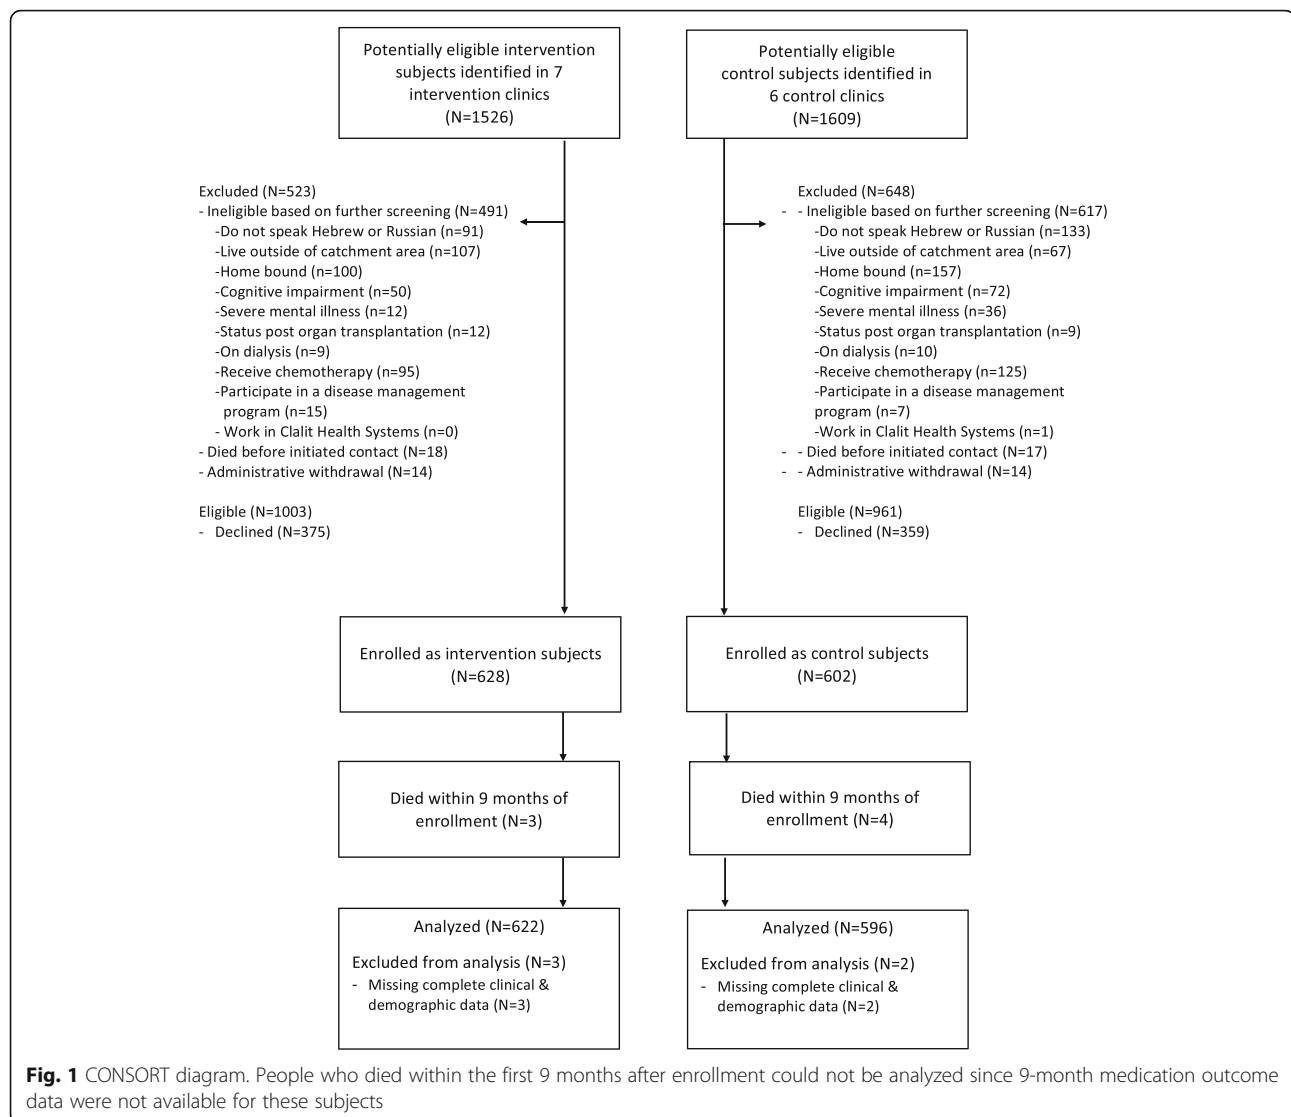 Potentially eligible intervention
subjects identified in 7
intervention clinics
(N=1526)
Potentially eligible
control subjects identified in
6 control clinics
(N=1609)
Excluded (N=523)
- Ineligible based on further screening (N=491)
-Do not speak Hebrew or Russian (n=91)
-Live outside of catchment area (n=107)
-Home bound (n=100)
-Cognitive impairment (n=50)
-Severe mental illness (n=12)
-Status post organ transplantation (n=12)
-On dialysis (n=9)
-Receive chemotherapy (n=95)
-Participate in a disease management
program (n=15)
- Work in Clalit Health Systems (n=0)
- Died before initiated contact (N=18)
- Administrative withdrawal (N=14)
Eligible (N=1003)
- Declined (N=375)
Excluded (N=648)
- - Ineligible based on further screening (N=617)
-Do not speak Hebrew or Russian (n=133)
-Live outside of catchment area (n=67)
-Home bound (n=157)
-Cognitive impairment (n=72)
-Severe mental illness (n=36)
-Status post organ transplantation (n=9)
-On dialysis (n=10)
-Receive chemotherapy (n=125)
-Participate in a disease management
program (n=7)
-Work in Clalit Health Systems (n=1)
- - Died before initiated contact (N=17)
- - Administrative withdrawal (N=14)
Eligible (N=961)
- Declined (N=359)
Enrolled as intervention subjects
(N=628)
Enrolled as control subjects
(N=602)
Died within 9 months of
enrollment (N=3)
Died within 9 months of
enrollment (N=4)
Analyzed (N=622)
Excluded from analysis (N=3)
- Missing complete clinical &
demographic data (N=3)
Analyzed (N=596)
Excluded from analysis (N=2)
- Missing complete clinical &
demographic data (N=2)
Fig. 1 CONSORT diagram. People who died within the first 9 months after enrollment could not be analyzed since 9-month medication outcome
data were not available for these subjects